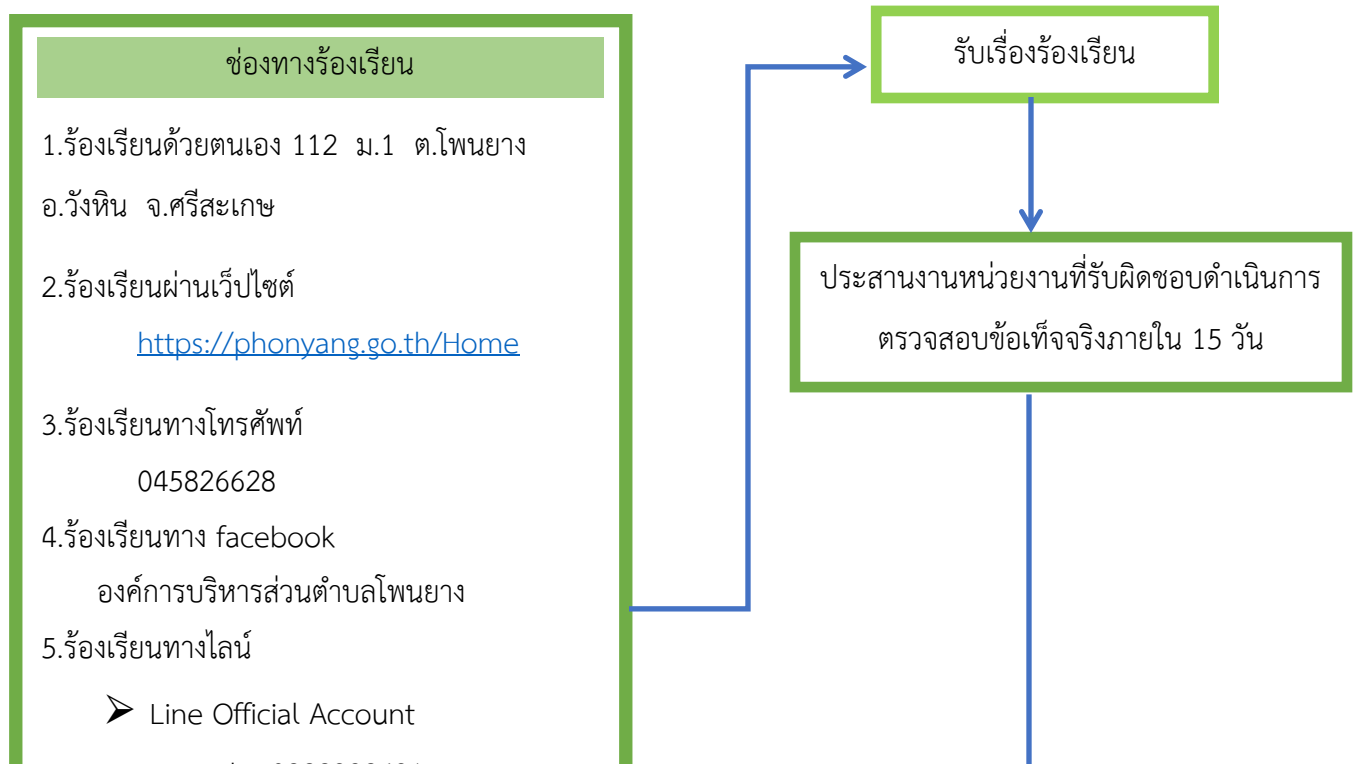 ช่องทางร้องเรียน
1.ร้องเรียนด้วยตนเอง 112 ม.1 ต.โพนยาง
อ.วังหิน จ.ศรีสะเกษ
2.ร้องเรียนผ่านเว็ปไซต์
https://phonyang.go.th/Home
3.ร้องเรียนทางโทรศัพท์
045826628
4.ร้องเรียนทาง facebook
องค์การบริหารส่วนตำบลโพนยาง
5.ร้องเรียนทางไลน์
➢ Line Official Account
รับเรื่องร้องเรียน
ประสานงานหน่วยงานที่รับผิดชอบดำเนินการ
ตรวจสอบข้อเท็จจริงภายใน 15 วัน